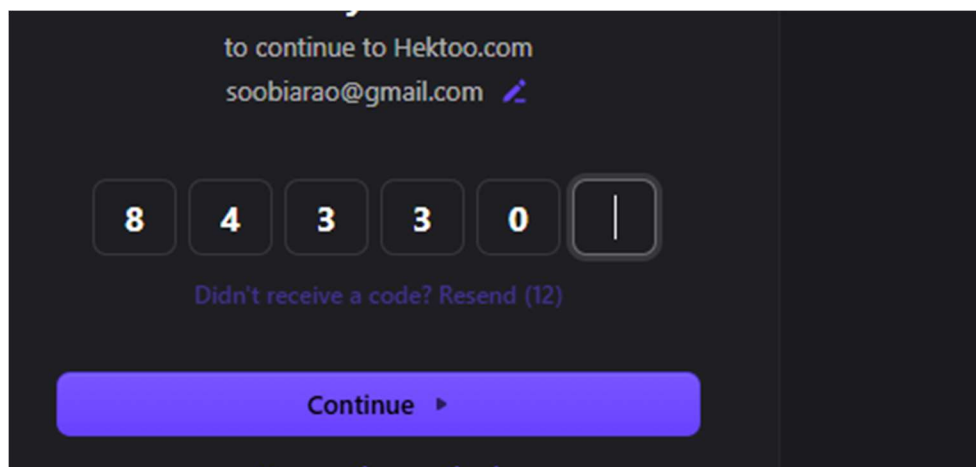 to continue to Hektoo.com
soobiarao@gmail.com
8 4 3 3 0
Didn't receive a code? Resend (12)
Continue